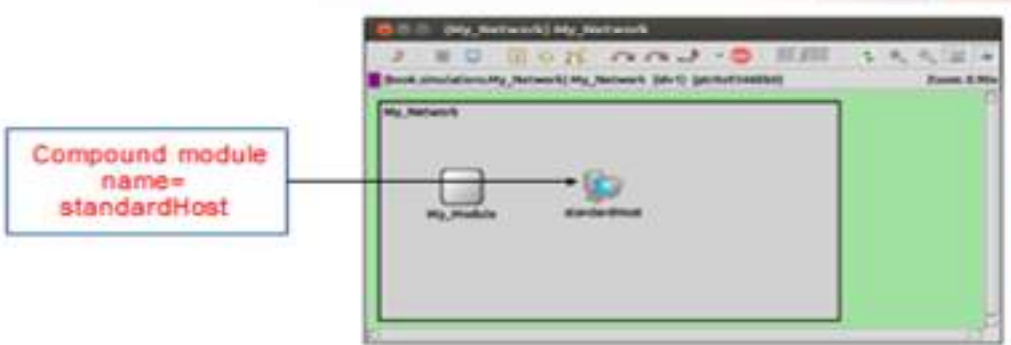 (My_Network) My_Network
My_Network
Compound module
name=
standardHost
My_Module
standardHost